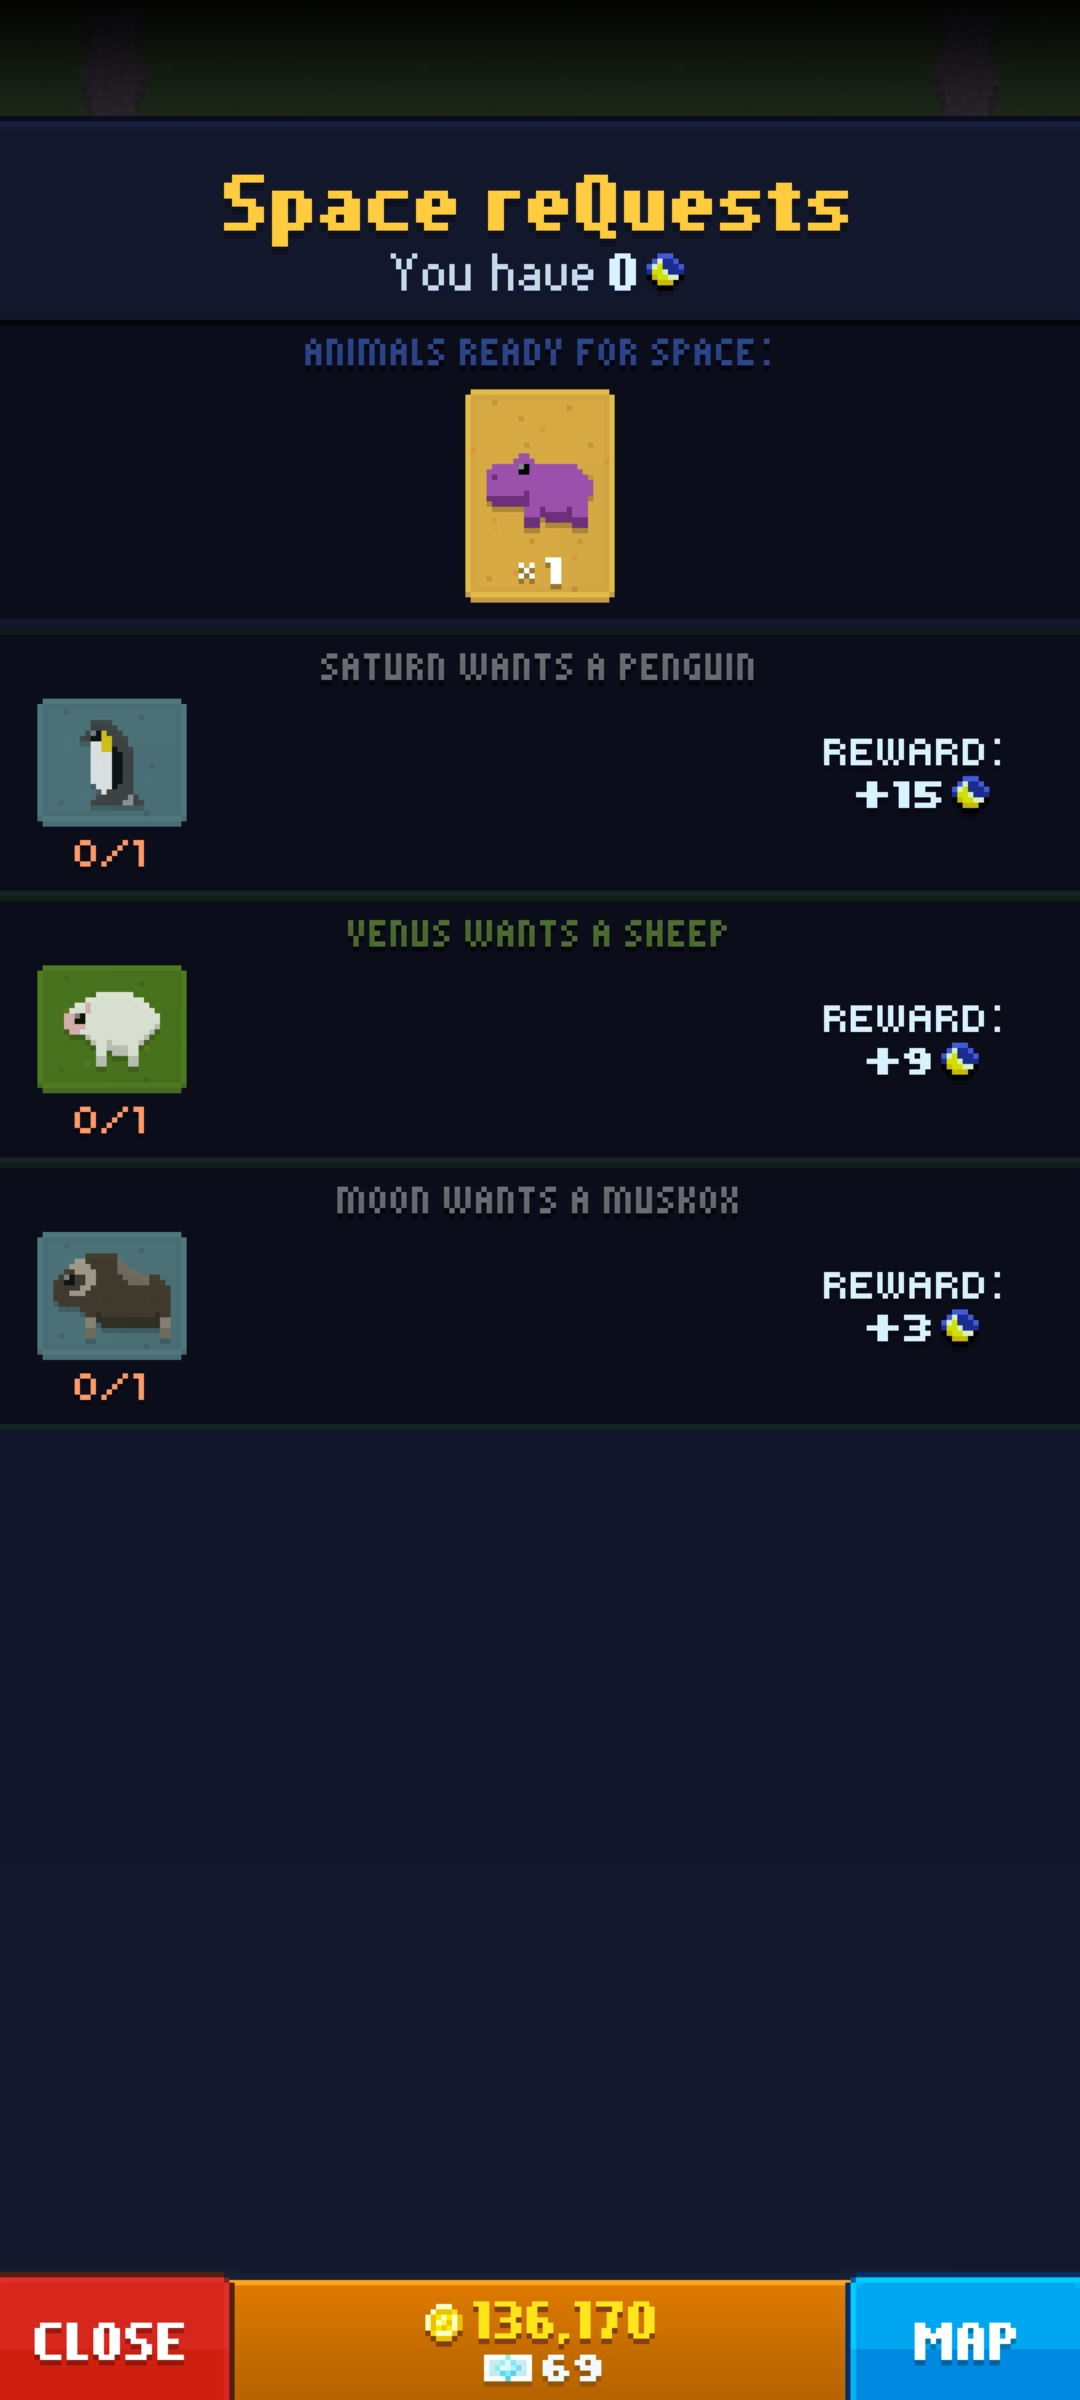 Space reQuests
You have 0
ANIMALS READY FOR SPACE:
×1
SATURN WANTS A PENGUIN
REWARD:
+15
0/1
VENUS WANTS A SHEEP
REWARD:
+9
0/1
MOON WANTS A MUSKOX
REWARD:
+3
0/1
CLOSE
136,170
69
MAP